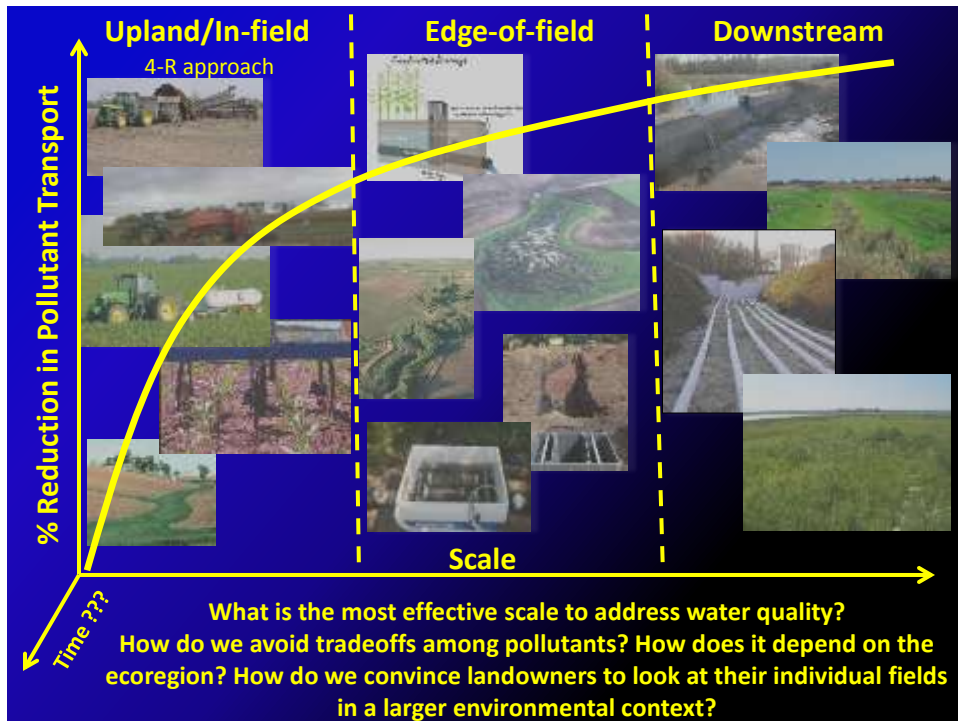 Upland/In-field
Edge-of-field
Downstream
4-R approach
% Reduction in Pollutant Transport
Scale
Time ???
What is the most effective scale to address water quality?
How do we avoid tradeoffs among pollutants? How does it depend on the
ecoregion? How do we convince landowners to look at their individual fields
in a larger environmental context?